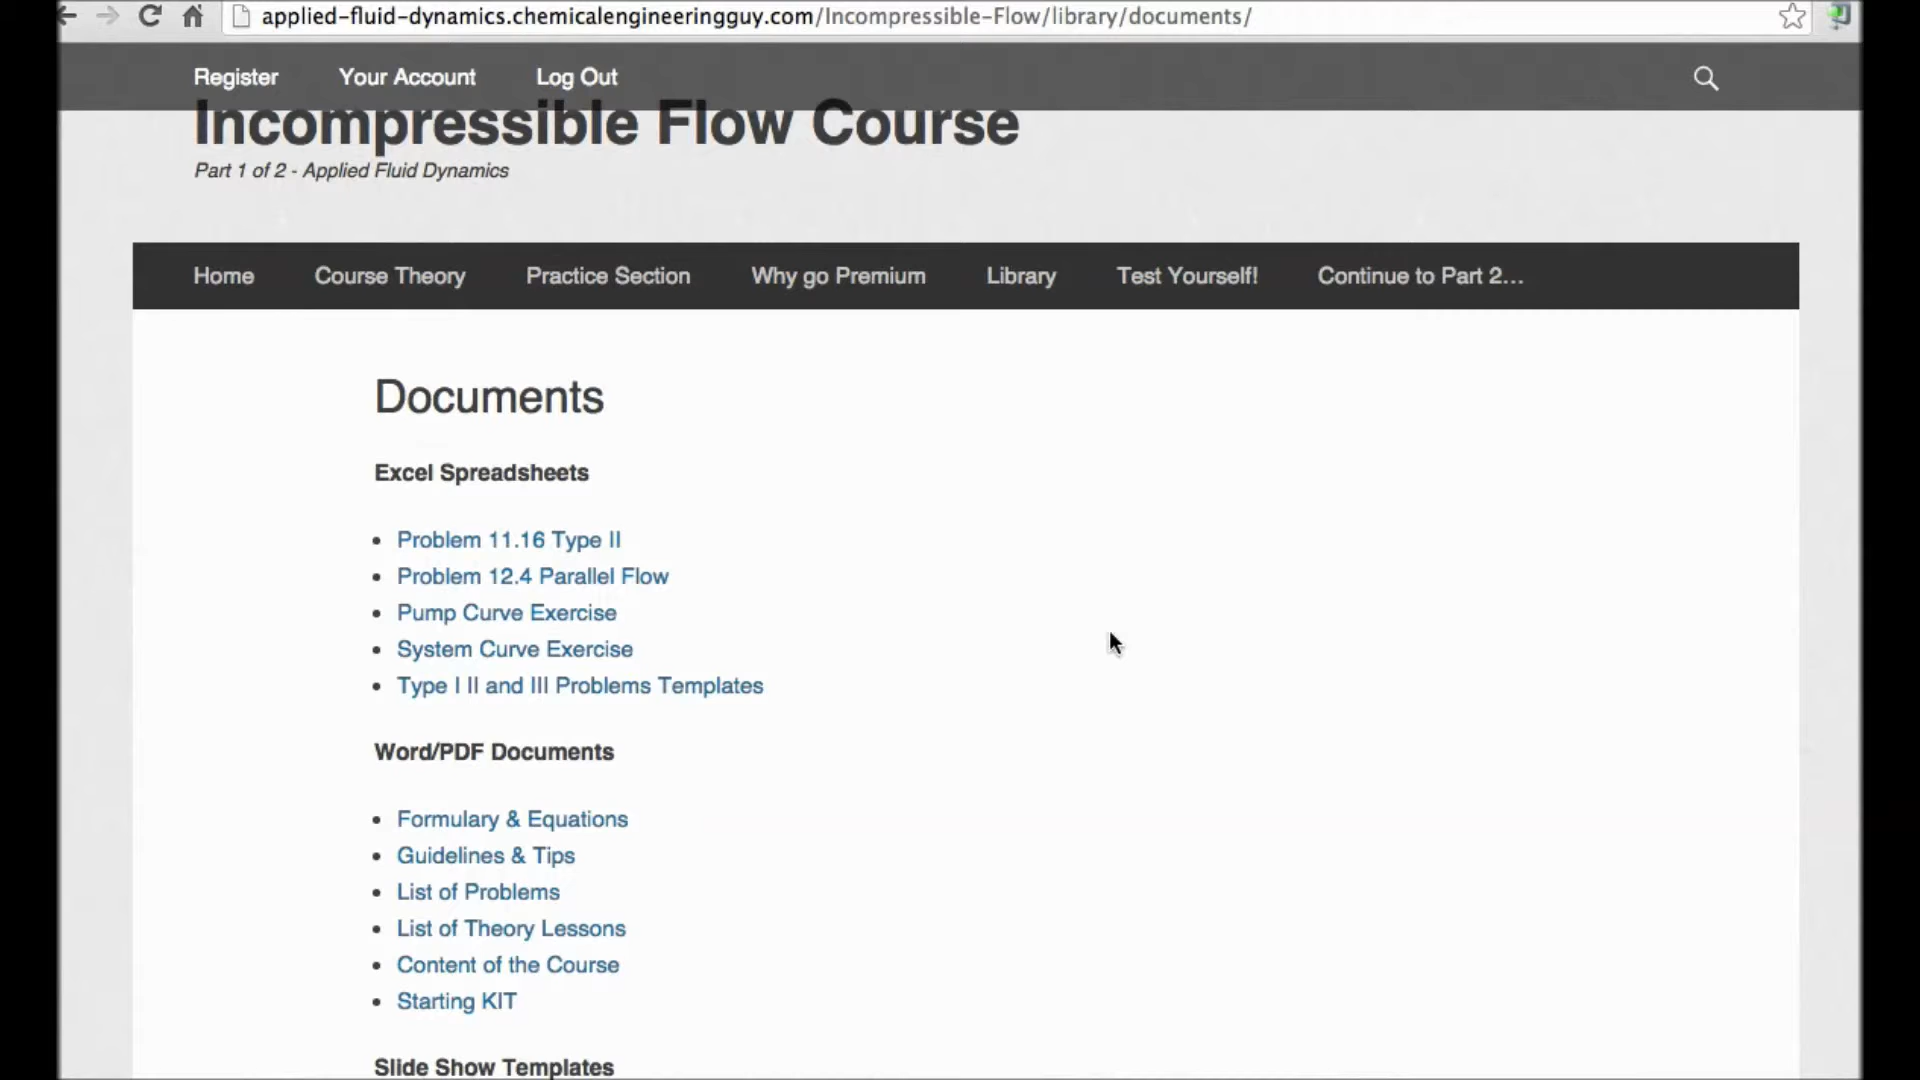 applied-fluid-dynamics.chemicalengineeringguy.com/Incompressible-Flow/library/documents/
Register Your Account Log Out
Incompressible Flow Course
Part 1 of 2 - Applied Fluid Dynamics
Home Course Theory Practice Section Why go Premium Library Test Yourself! Continue to Part 2...
Documents
Excel Spreadsheets
• Problem 11.16 Type II
• Problem 12.4 Parallel Flow
• Pump Curve Exercise
• System Curve Exercise
• Type I II and III Problems Templates
Word/PDF Documents
• Formulary & Equations
• Guidelines & Tips
• List of Problems
• List of Theory Lessons
• Content of the Course
• Starting KIT
Slide Show Templates